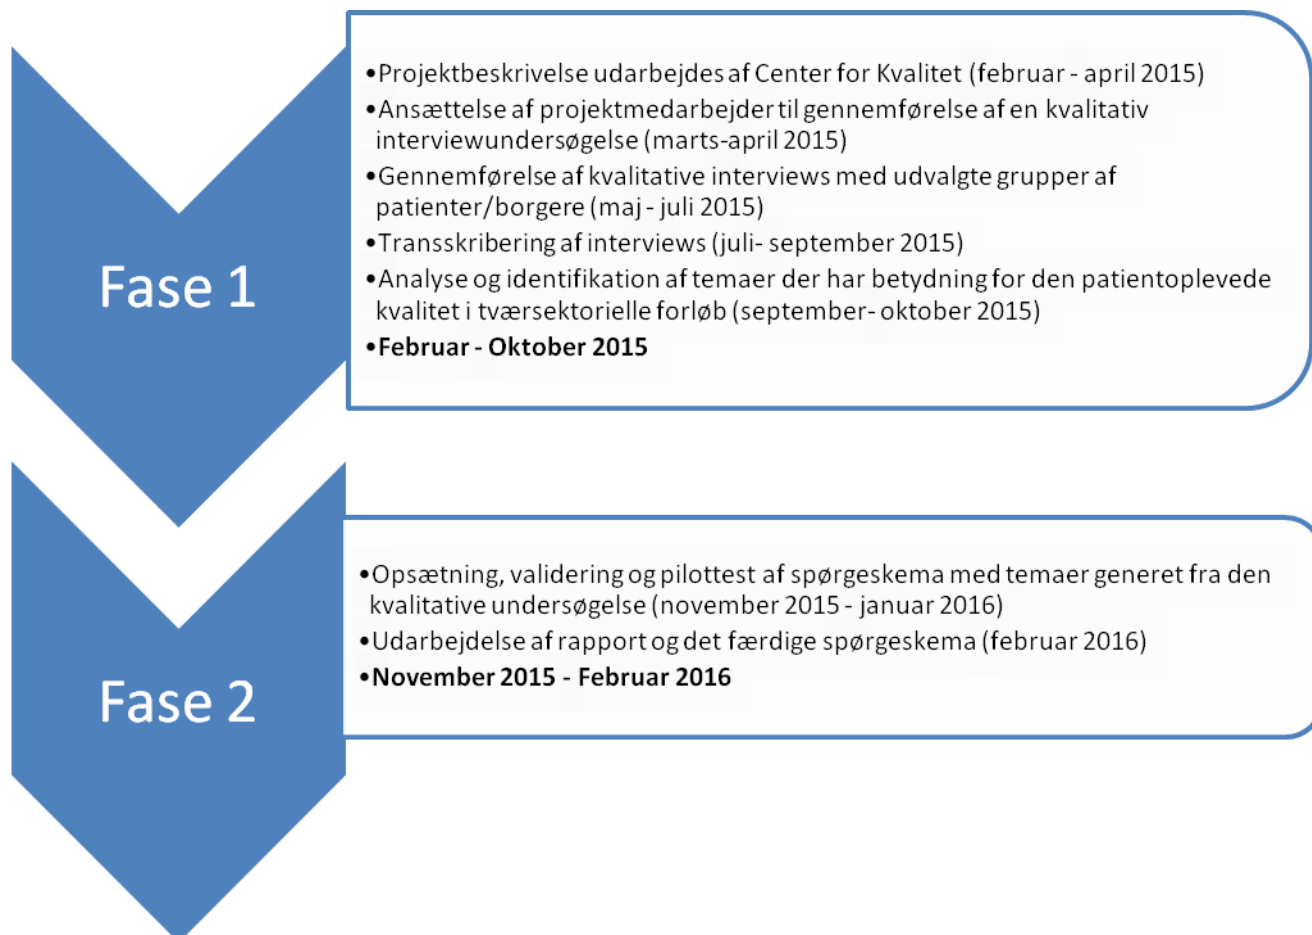 Fase 1
•Projektbeskrivelse udarbejdes af Center for Kvalitet (februar - april 2015)
•Ansættelse af projektmedarbejder til gennemførelse af en kvalitativ
interviewundersøgelse (marts-april 2015)
•Gennemførelse af kvalitative interviews med udvalgte grupper af
patienter/borgere (maj - juli 2015)
•Transskribering af interviews (juli- september 2015)
•Analyse og identifikation af temaer der har betydning for den patientoplevede
kvalitet i tværsektorielle forløb (september- oktober 2015)
•Februar - Oktober 2015
Fase 2
•Opsætning, validering og pilottest af spørgeskema med temaer generet fra den
kvalitative undersøgelse (november 2015 - januar 2016)
•Udarbejdelse af rapport og det færdige spørgeskema (februar 2016)
•November 2015 - Februar 2016